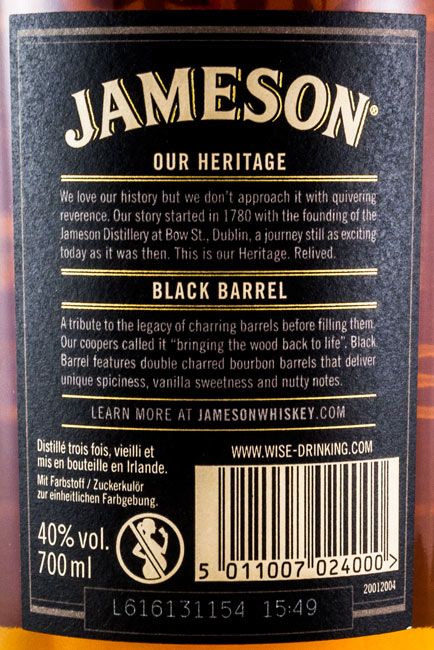 JAMESON®
OUR HERITAGE
We love our history but we don't approach it with quivering
reverence. Our story started in 1780 with the founding of the
Jameson Distillery at Bow St., Dublin, a journey still as exciting
today as it was then. This is our Heritage. Relived.
BLACK BARREL
A tribute to the legacy of charring barrels before filling them.
Our coopers called it “bringing the wood back to life”. Black
Barrel features double charred bourbon barrels that deliver
unique spiciness, vanilla sweetness and nutty notes.
LEARN MORE AT JAMESONWHISKEY.COM
Distillé trois fois, vieilli et
mis en bouteille en Irlande.
Mit Farbstoff / Zuckerkulör
zur einheitlichen Farbgebung.
40% vol.
700 ml
WWW.WISE-DRINKING.COM
5 011007 024000 >
20012004
L616131154 15:49